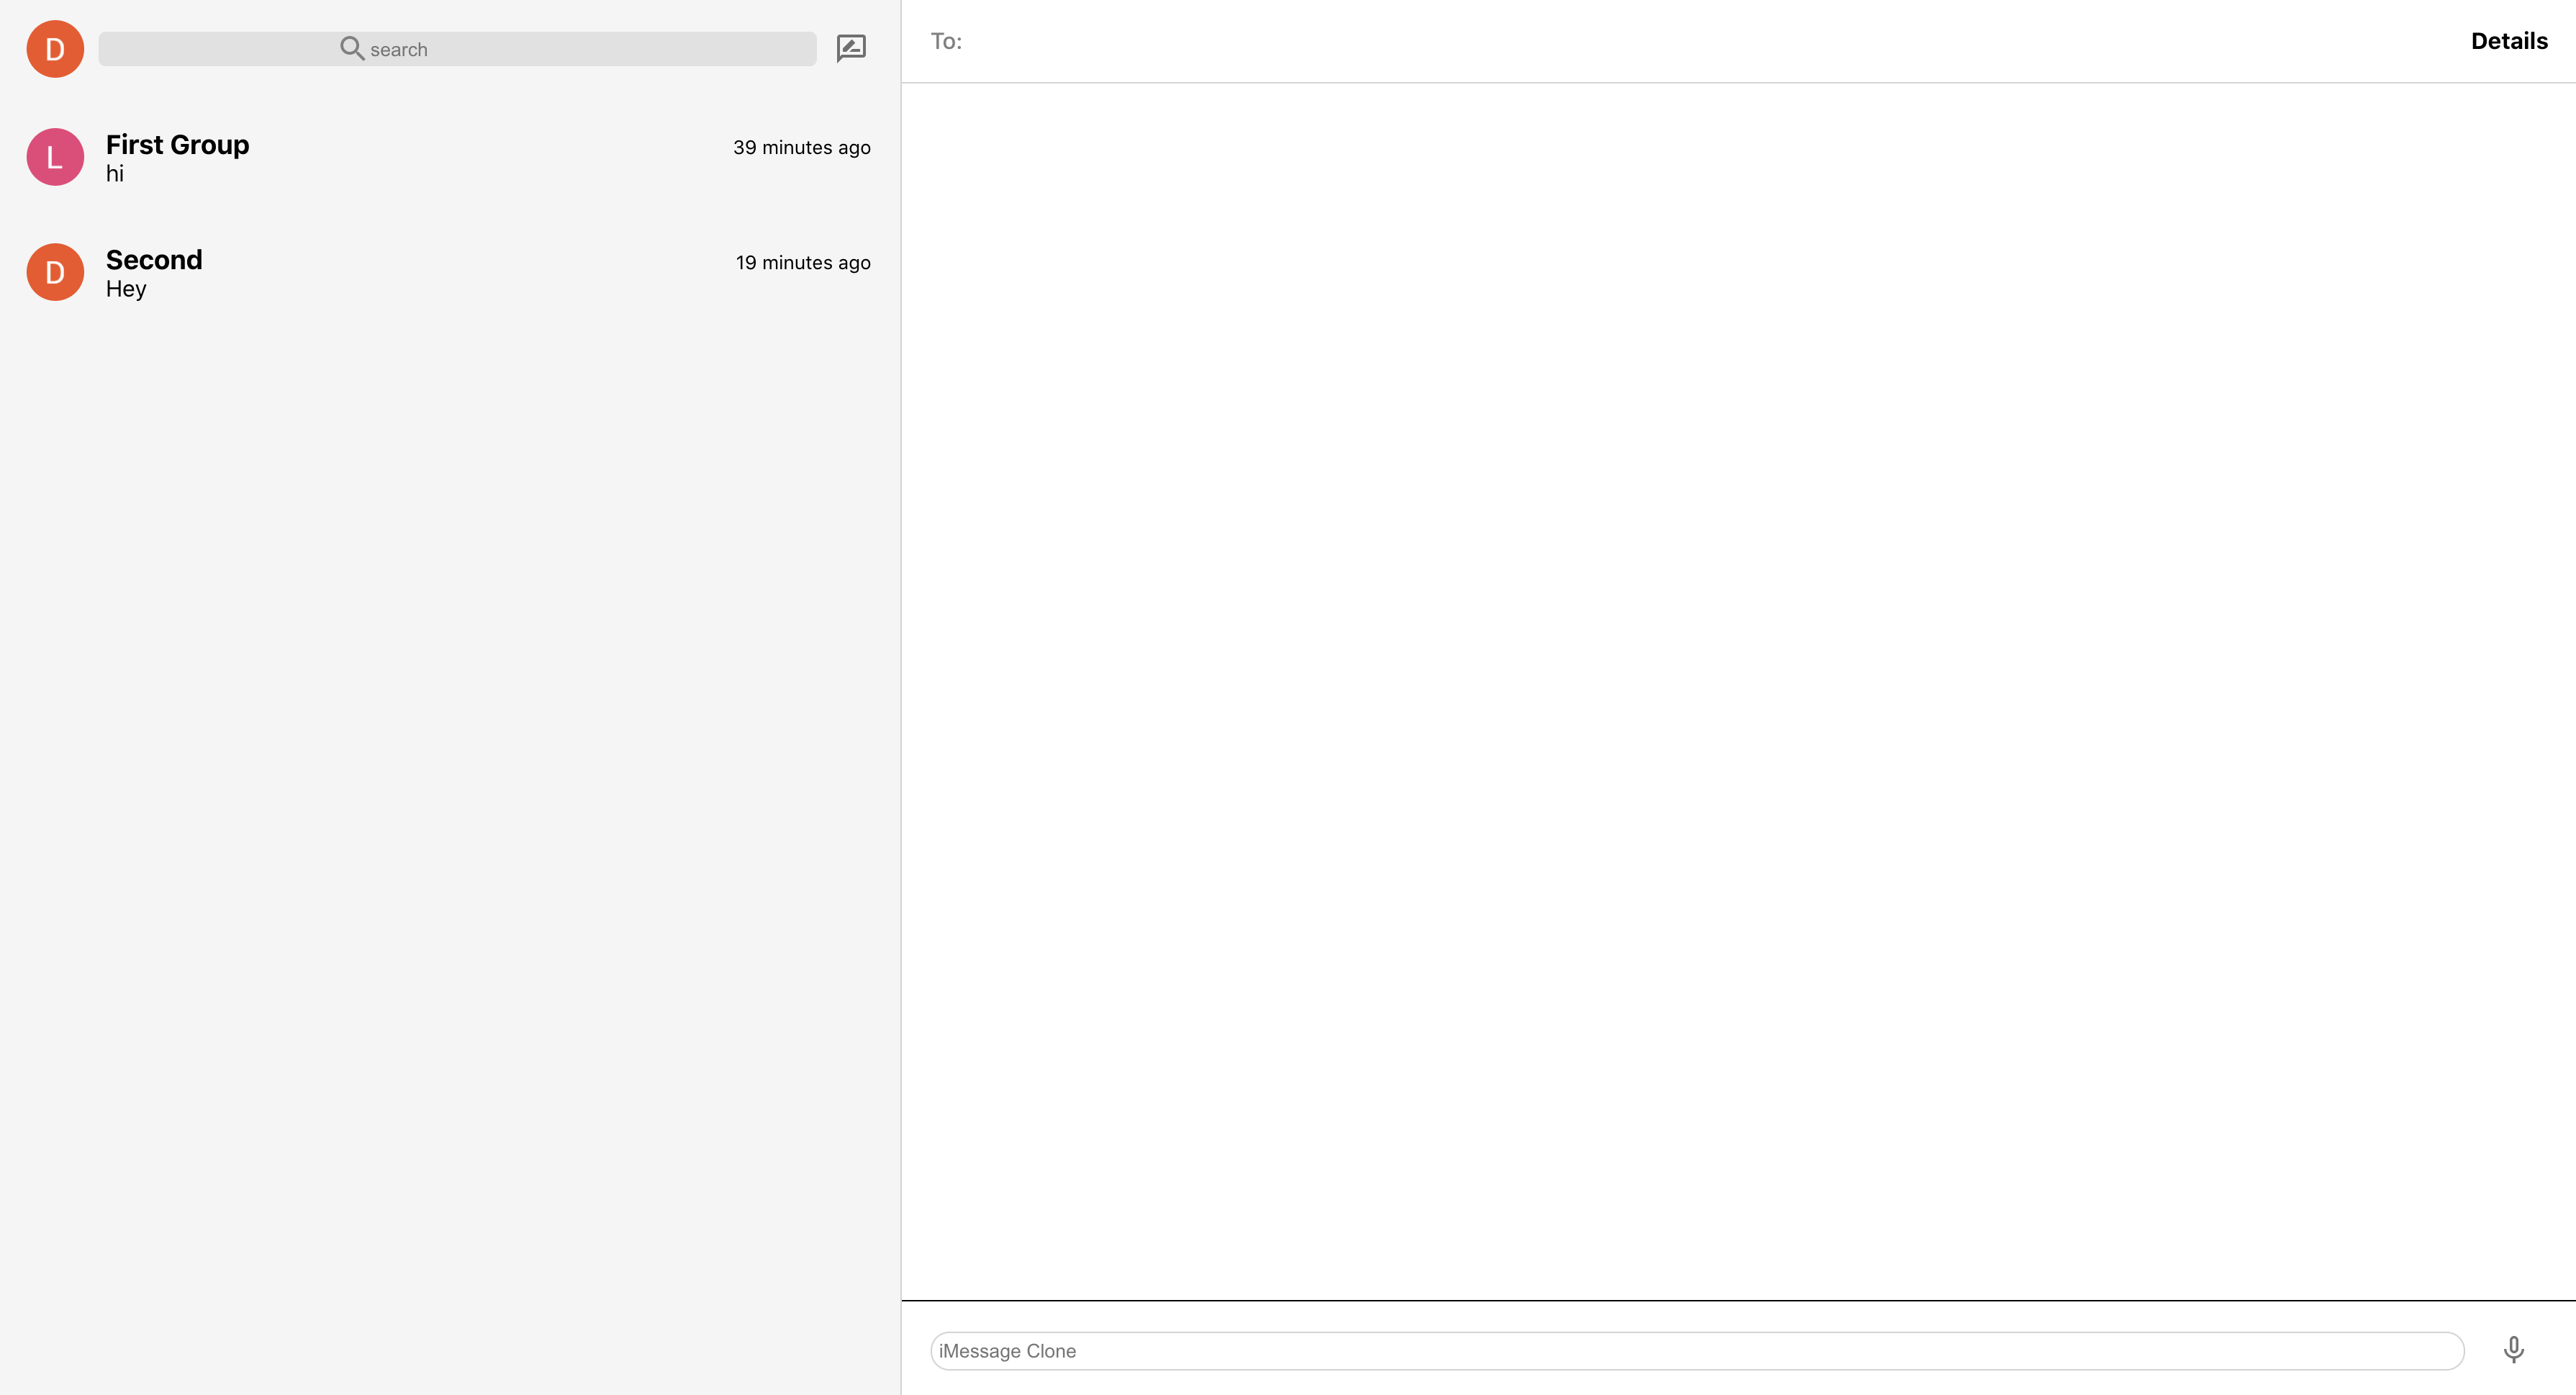 D
search
L
First Group
39 minutes ago
hi
D
Second
19 minutes ago
Hey
To:
Details
iMessage Clone